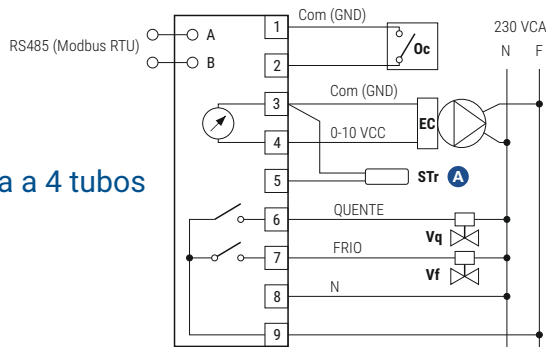 Com (GND)
230 VCA
RS485 (Modbus RTU)
A
B
1
Oc
N F
2
Com (GND)
3
EC
0-10 VCC
4
a a 4 tubos
5
STr A
QUENTE
6
Vq
FRIO
7
Vf
N
8
9